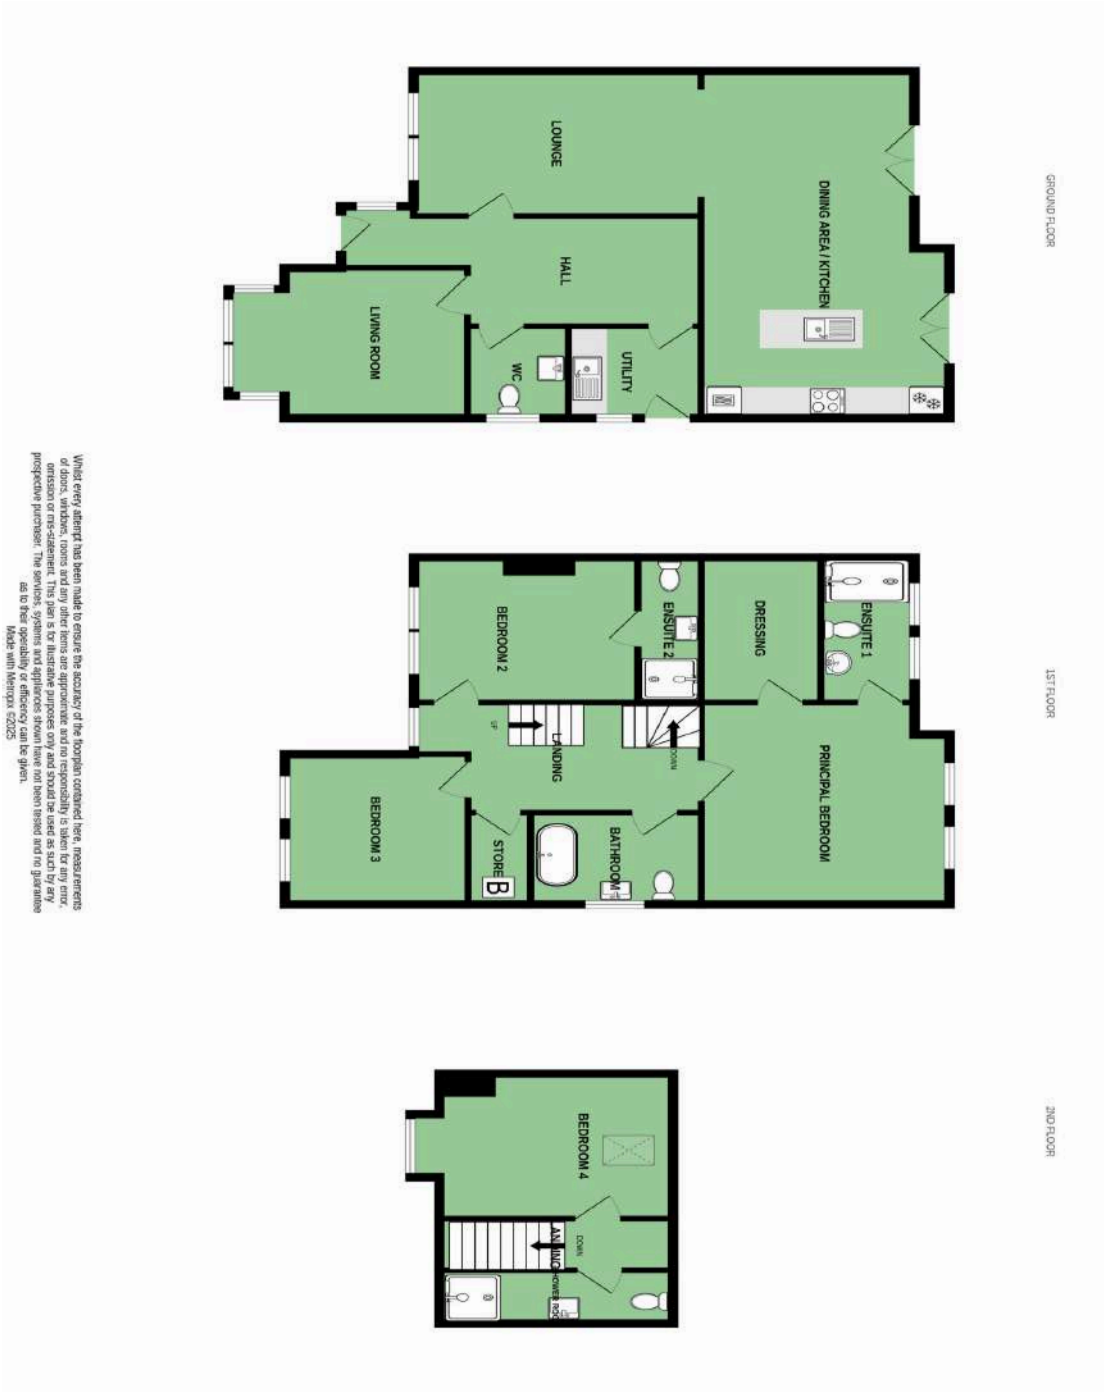 GROUND FLOOR
LOUNGE
DINING AREA / KITCHEN
HALL
LIVING ROOM
WC
UTILITY
1ST FLOOR
BEDROOM 2
ENSUITE 2
DRESSING
ENSUITE 1
UP
LANDING
DOWN
PRINCIPAL BEDROOM
BEDROOM 3
STORE
B
BATHROOM
2ND FLOOR
BEDROOM 4
DOWN
LANDING
SHOWER ROO
Whilst every attempt has been made to ensure the accuracy of the floorplan contained here, measurements
of doors, windows, rooms and any other items are approximate and no responsibility is taken for any error,
omission or mis-statement. This plan is for illustrative purposes only and should be used as such by any
prospective purchaser. The services, systems and appliances shown have not been tested and no guarantee
as to their operability or efficiency can be given.
Made with Metropix ©2025